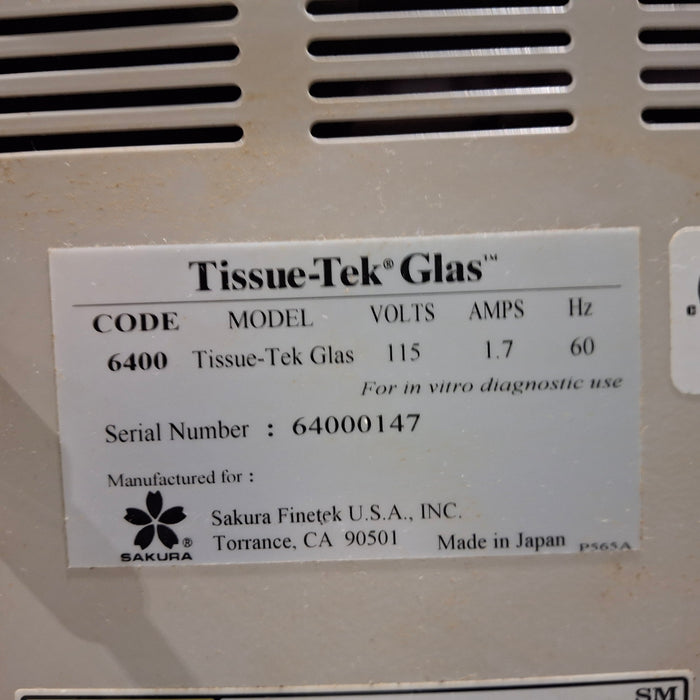 Tissue-Tek® Glas™
CODE MODEL VOLTS AMPS Hz
6400 Tissue-Tek Glas 115 1.7 60
For in vitro diagnostic use
Serial Number : 64000147
Manufactured for :
SAKURA ®
Sakura Finetek U.S.A., INC.
Torrance, CA 90501 Made in Japan P565A
SM